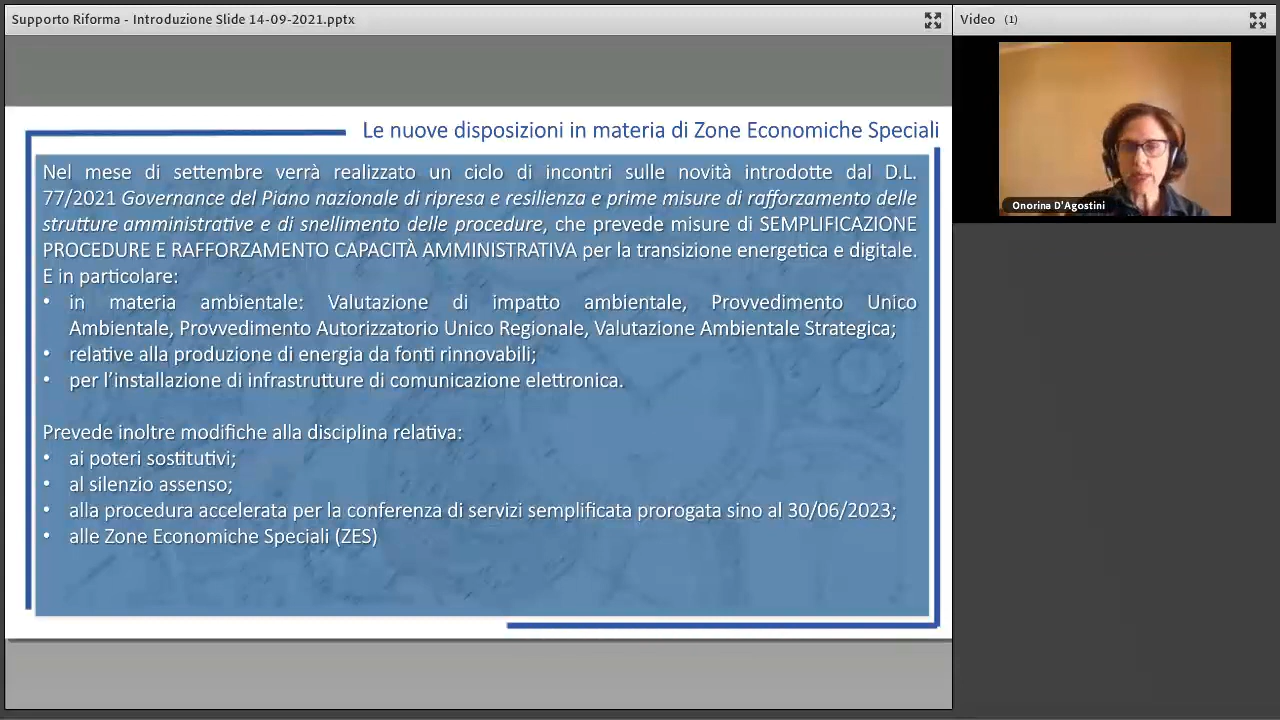 Supporto Riforma - Introduzione Slide 14-09-2021.pptx
Video (1)
Onorina D'Agostini
Le nuove disposizioni in materia di Zone Economiche Speciali
Nel mese di settembre verrà realizzato un ciclo di incontri sulle novità introdotte dal D.L.
77/2021 Governance del Piano nazionale di ripresa e resilienza e prime misure di rafforzamento delle
strutture amministrative e di snellimento delle procedure, che prevede misure di SEMPLIFICAZIONE
PROCEDURE E RAFFORZAMENTO CAPACITÀ AMMINISTRATIVA per la transizione energetica e digitale.
E in particolare:
• in materia ambientale: Valutazione di impatto ambientale, Provvedimento Unico
Ambientale, Provvedimento Autorizzatorio Unico Regionale, Valutazione Ambientale Strategica;
• relative alla produzione di energia da fonti rinnovabili;
• per l'installazione di infrastrutture di comunicazione elettronica.
Prevede inoltre modifiche alla disciplina relativa:
• ai poteri sostitutivi;
• al silenzio assenso;
• alla procedura accelerata per la conferenza di servizi semplificata prorogata sino al 30/06/2023;
• alle Zone Economiche Speciali (ZES)